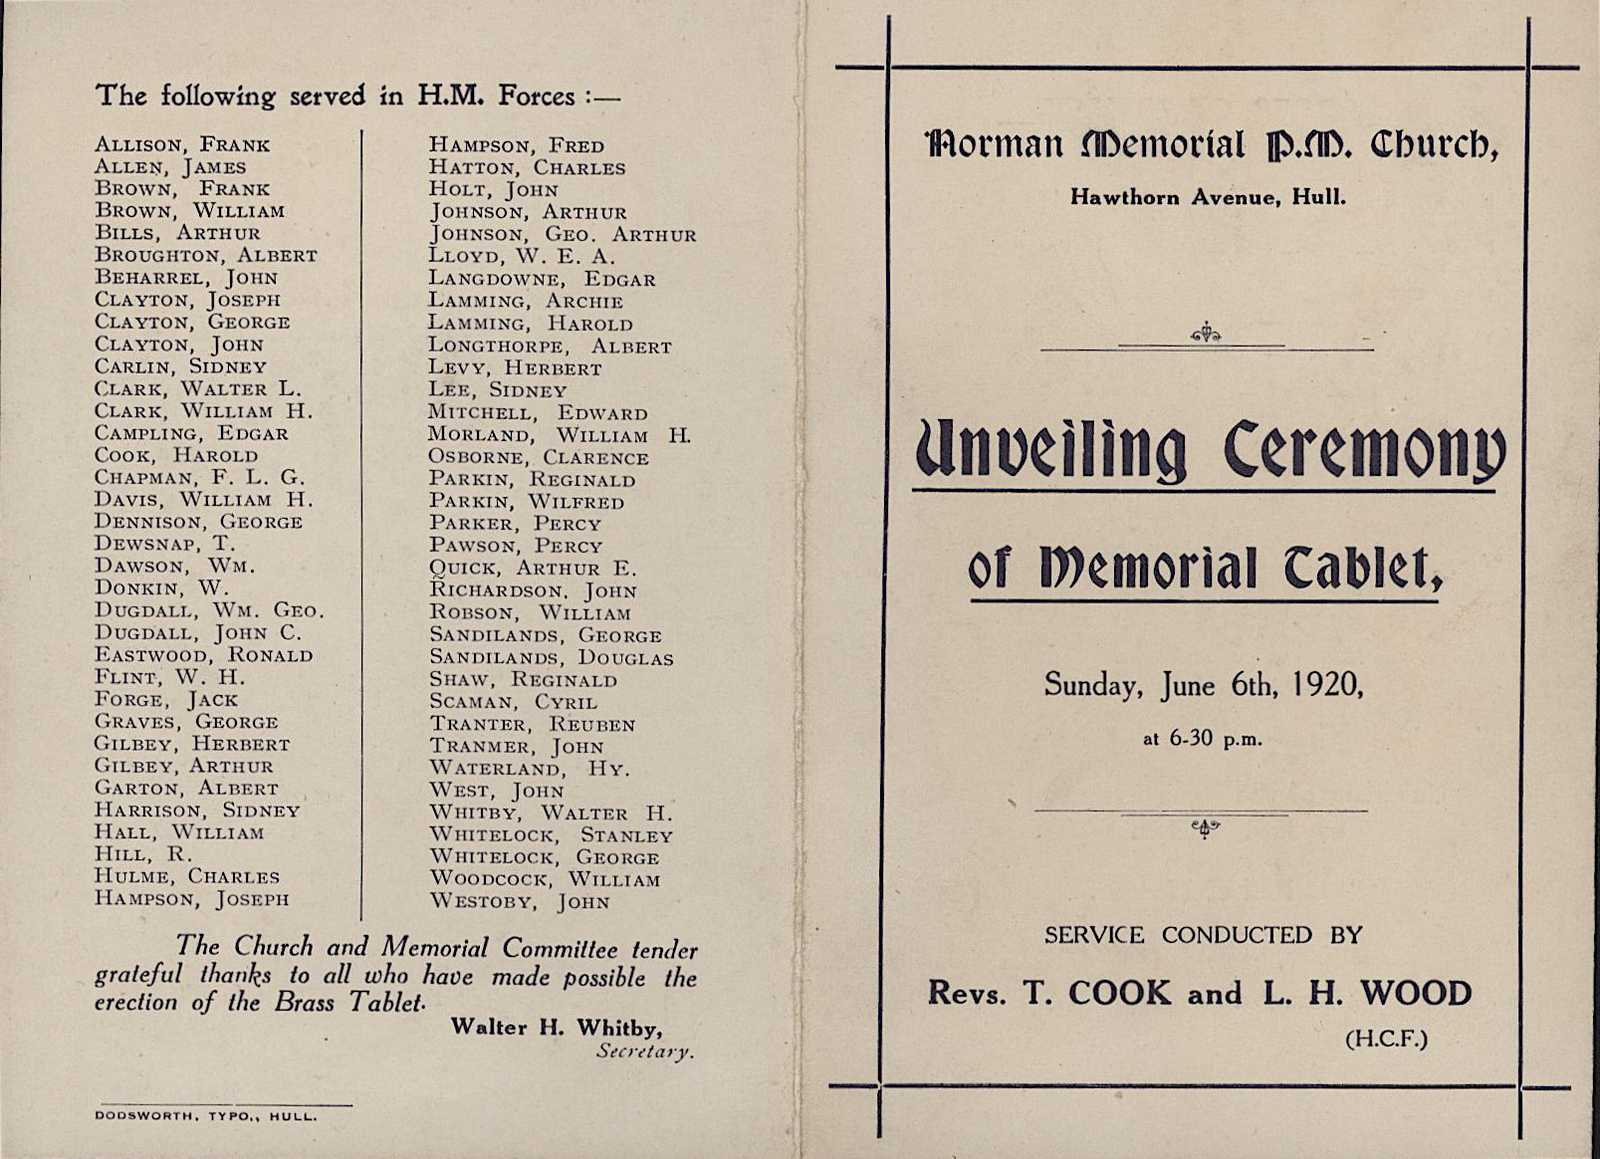 The following served in H.M. Forces :—
ALLISON, FRANK
ALLEN, JAMES
BROWN, FRANK
BROWN, WILLIAM
BILLS, ARTHUR
BROUGHTON, ALBERT
BEHARREL, JOHN
CLAYTON, JOSEPH
CLAYTON, GEORGE
CLAYTON, JOHN
CARLIN, SIDNEY
CLARK, WALTER L.
CLARK, WILLIAM H.
CAMPLING, EDGAR
COOK, HAROLD
CHAPMAN, F. L. G.
DAVIS, WILLIAM H.
DENNISON, GEORGE
DEWSNAP, T.
DAWSON, WM.
DONKIN, W.
DUGDALL, WM. GEO.
DUGDALL, JOHN C.
EASTWOOD, RONALD
FLINT, W. H.
FORGE, JACK
GRAVES, GEORGE
GILBEY, HERBERT
GILBEY, ARTHUR
GARTON, ALBERT
HARRISON, SIDNEY
HALL, WILLIAM
HILL, R.
HULME, CHARLES
HAMPSON, JOSEPH
HAMPSON, FRED
HATTON, CHARLES
HOLT, JOHN
JOHNSON, ARTHUR
JOHNSON, GEO. ARTHUR
LLOYD, W. E. A.
LANGDOWNE, EDGAR
LAMMING, ARCHIE
LAMMING, HAROLD
LONGTHORPE, ALBERT
LEVY, HERBERT
LEE, SIDNEY
MITCHELL, EDWARD
MORLAND, WILLIAM H.
OSBORNE, CLARENCE
PARKIN, REGINALD
PARKIN, WILFRED
PARKER, PERCY
PAWSON, PERCY
QUICK, ARTHUR E.
RICHARDSON. JOHN
ROBSON, WILLIAM
SANDILANDS, GEORGE
SANDILANDS, DOUGLAS
SHAW, REGINALD
SCAMAN, CYRIL
TRANTER, REUBEN
TRANMER, JOHN
WATERLAND, HY.
WEST, JOHN
WHITBY, WALTER H.
WHITELOCK, STANLEY
WHITELOCK, GEORGE
WOODCOCK, WILLIAM
WESTOBY, JOHN
The Church and Memorial Committee tender
grateful thanks to all who have made possible the
erection of the Brass Tablet.
Walter H. Whitby,
Secretary.
DODSWORTH, TYPO., HULL.
Norman Memorial P.M. Church,
Hawthorn Avenue, Hull.
Unveiling Ceremony
of Memorial Tablet,
Sunday, June 6th, 1920,
at 6-30 p.m.
SERVICE CONDUCTED BY
Revs. T. COOK and L. H. WOOD
(H.C.F.)